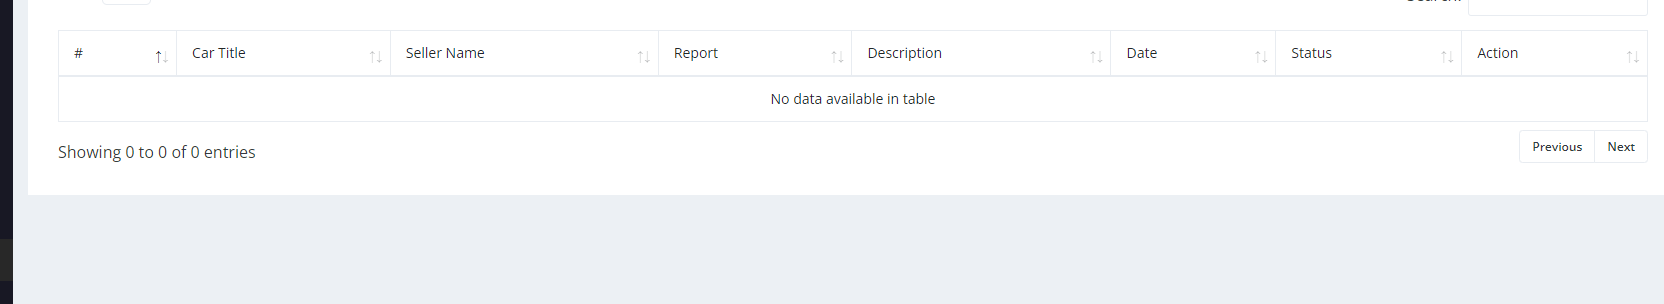 # Car Title Seller Name Report Description Date Status Action
No data available in table
Showing 0 to 0 of 0 entries
Previous Next